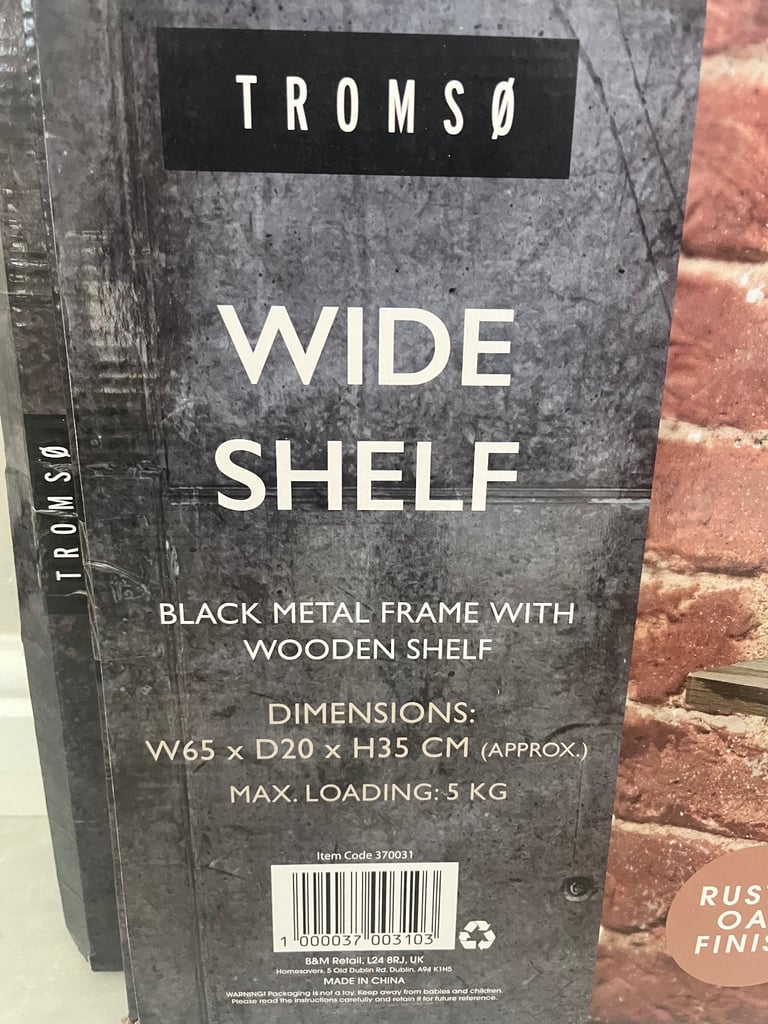 TROMSØ
WIDE
SHELF
BLACK METAL FRAME WITH
WOODEN SHELF
DIMENSIONS:
W65 x D20 x H35 CM (APPROX.)
MAX. LOADING: 5 KG
Item Code 370031
1 000037 003103
B&M Retail, L24 8RJ, UK
Homesavers, 5 Old Dublin Rd, Dublin, A94 K1H5
MADE IN CHINA
WARNING! Packaging is not a toy. Keep away from babies and children.
Please read the instructions carefully and retain it for future reference.
TROMSØ
RUS
OA
FINIS